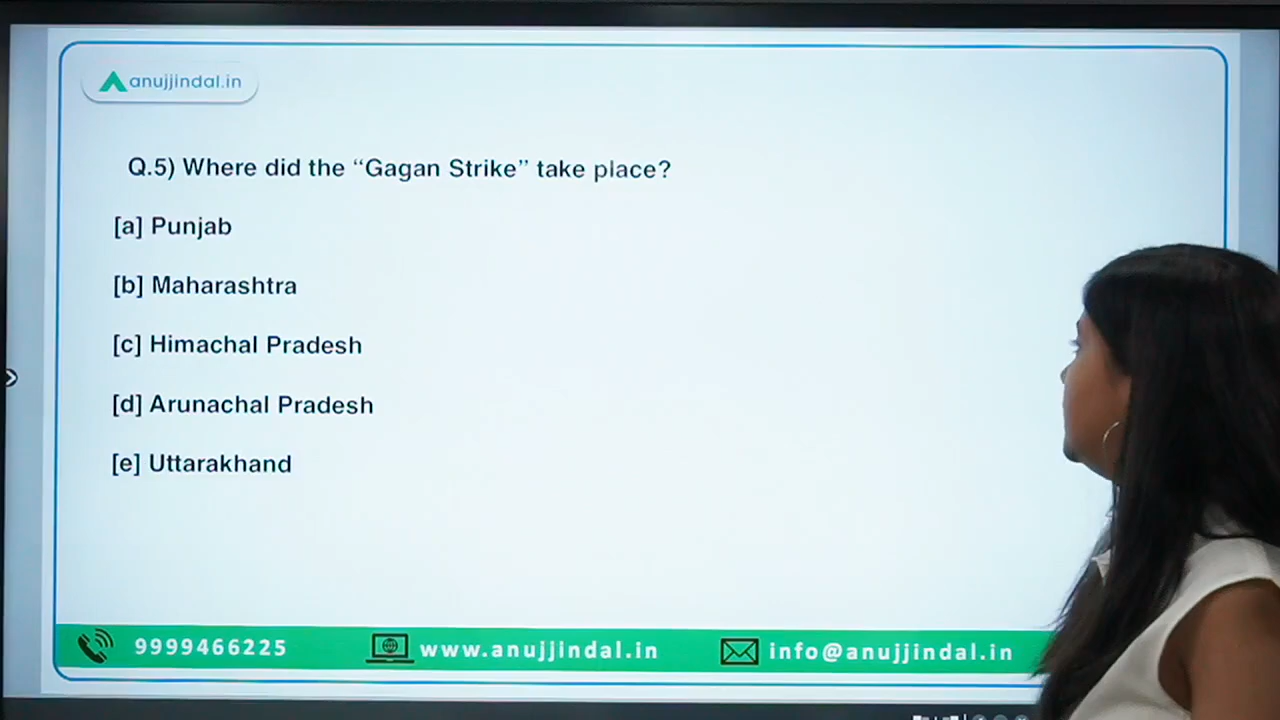 anujjindal.in
Q.5) Where did the “Gagan Strike” take place?
[a] Punjab
[b] Maharashtra
[c] Himachal Pradesh
[d] Arunachal Pradesh
[e] Uttarakhand
9999466225 www.anujjindal.in info@anujjindal.in